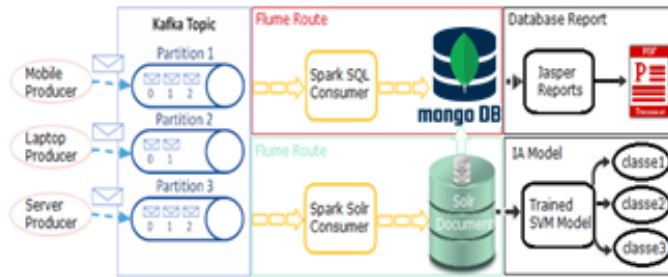 Kafka Topic
Partition 1
0 1 2
Partition 2
0 1
Partition 3
0 1 2
Mobile
Producer
Laptop
Producer
Server
Producer
Flume Route
Spark SQL
Consumer
mongo DB
Flume Route
Spark Solr
Consumer
Solr
Document
Database Report
Jasper
Reports
PDF
P
IA Model
Trained
SVM Model
classe1
classe2
classe3